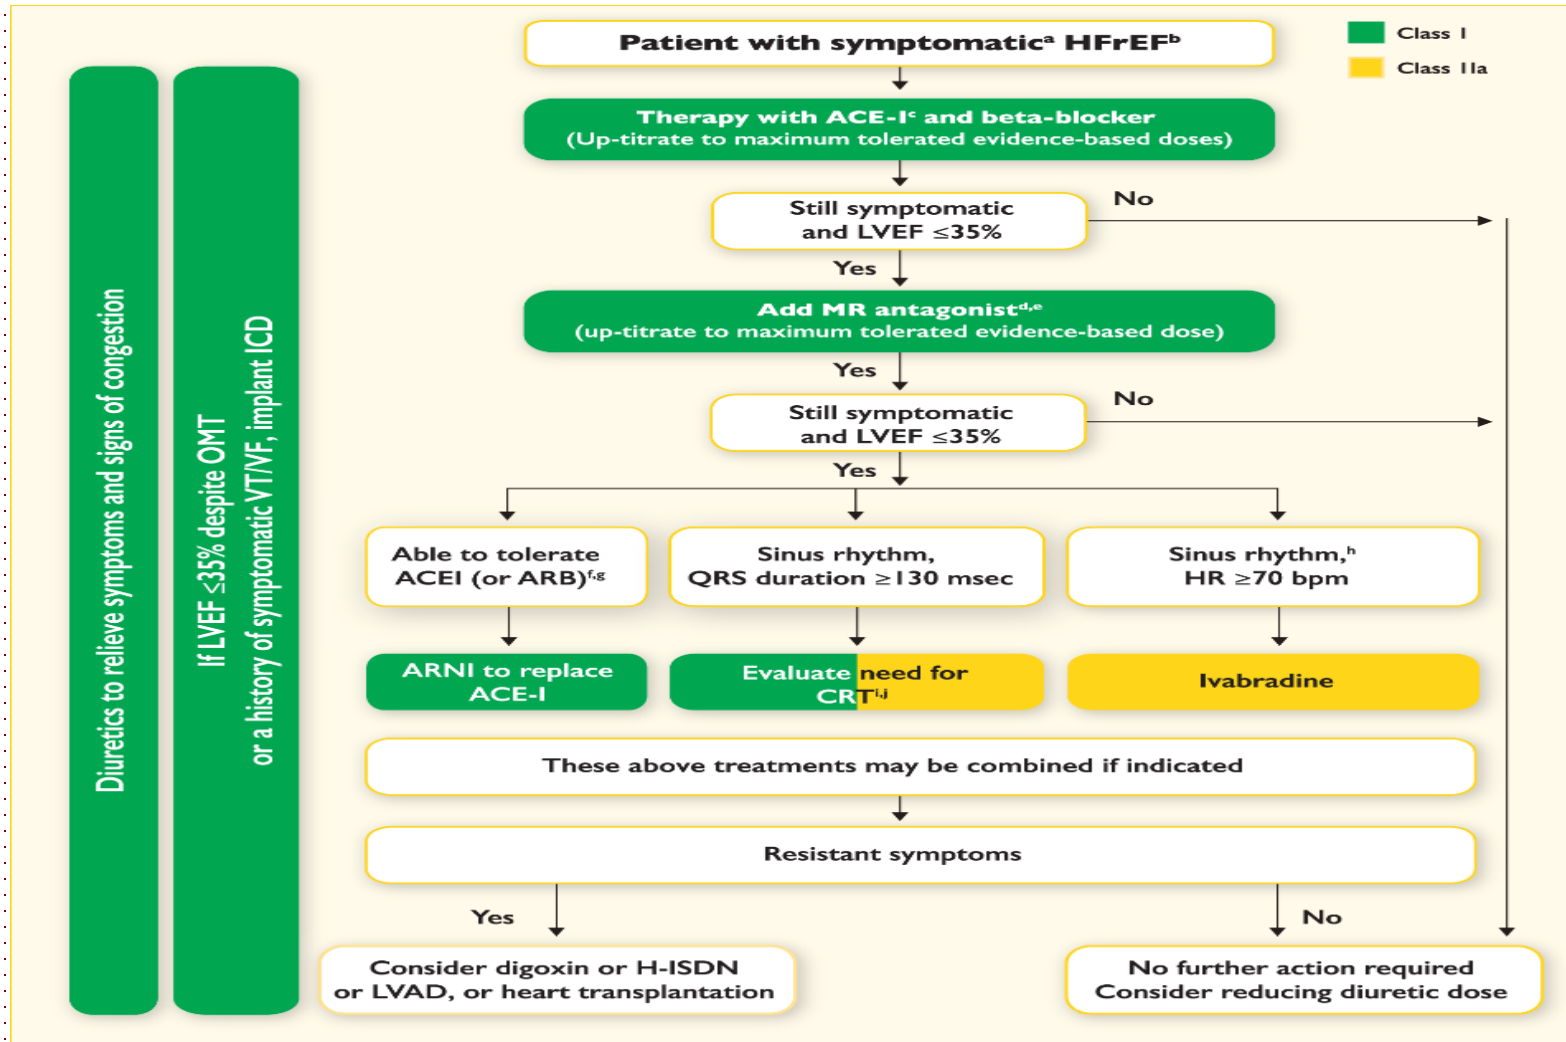 Patient with symptomaticᵃ HFrEFᵇ
Class I
Class IIa
Therapy with ACE-Iᶜ and beta-blocker
(Up-titrate to maximum tolerated evidence-based doses)
Still symptomatic
and LVEF ≤35%
No
Yes
Add MR antagonistᵈ,ᵉ
(up-titrate to maximum tolerated evidence-based dose)
Yes
Still symptomatic
and LVEF ≤35%
No
Yes
Able to tolerate
ACEI (or ARB)ᶠ,ᵍ
Sinus rhythm,
QRS duration ≥130 msec
Sinus rhythm,ʰ
HR ≥70 bpm
ARNI to replace
ACE-I
Evaluate need for
CRTⁱ,ʲ
Ivabradine
These above treatments may be combined if indicated
Resistant symptoms
Yes
No
Consider digoxin or H-ISDN
or LVAD, or heart transplantation
No further action required
Consider reducing diuretic dose
Diuretics to relieve symptoms and signs of congestion
If LVEF ≤35% despite OMT
or a history of symptomatic VT/VF, implant ICD